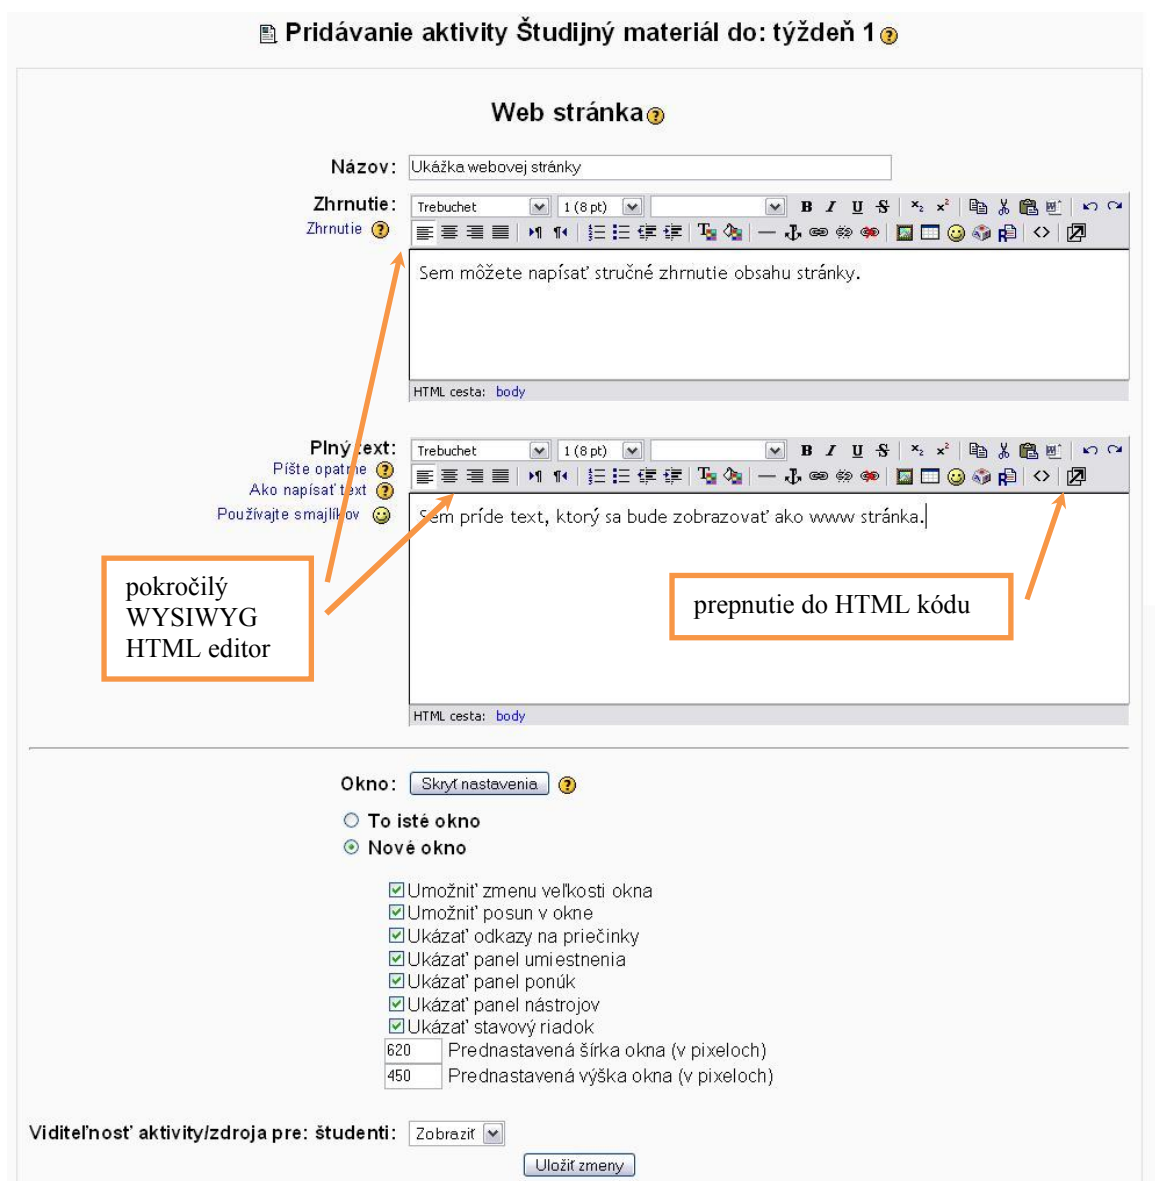 Pridávanie aktivity Študijný materiál do: týždeň 1
Web stránka
Názov: Ukážka webovej stránky
Zhrnutie: Trebuchet 1 (8 pt) B I U S
Zhrnutie
Sem môžete napísať stručné zhrnutie obsahu stránky.
HTML cesta: body
Plný text: Trebuchet 1 (8 pt) B I U S
Píšte opatrne
Ako napísať text
Používajte smajlíkov
Sem príde text, ktorý sa bude zobrazovať ako www stránka.
pokročilý
WYSIWYG
HTML editor
prepnutie do HTML kódu
HTML cesta: body
Okno: Skryť nastavenia
To isté okno
Nové okno
Umožniť zmenu veľkosti okna
Umožniť posun v okne
Ukázať odkazy na priečinky
Ukázať panel umiestnenia
Ukázať panel ponúk
Ukázať panel nástrojov
Ukázať stavový riadok
620 Prednastavená šírka okna (v pixeloch)
450 Prednastavená výška okna (v pixeloch)
Viditeľnosť aktivity/zdroja pre: študenti: Zobraziť
Uložiť zmeny